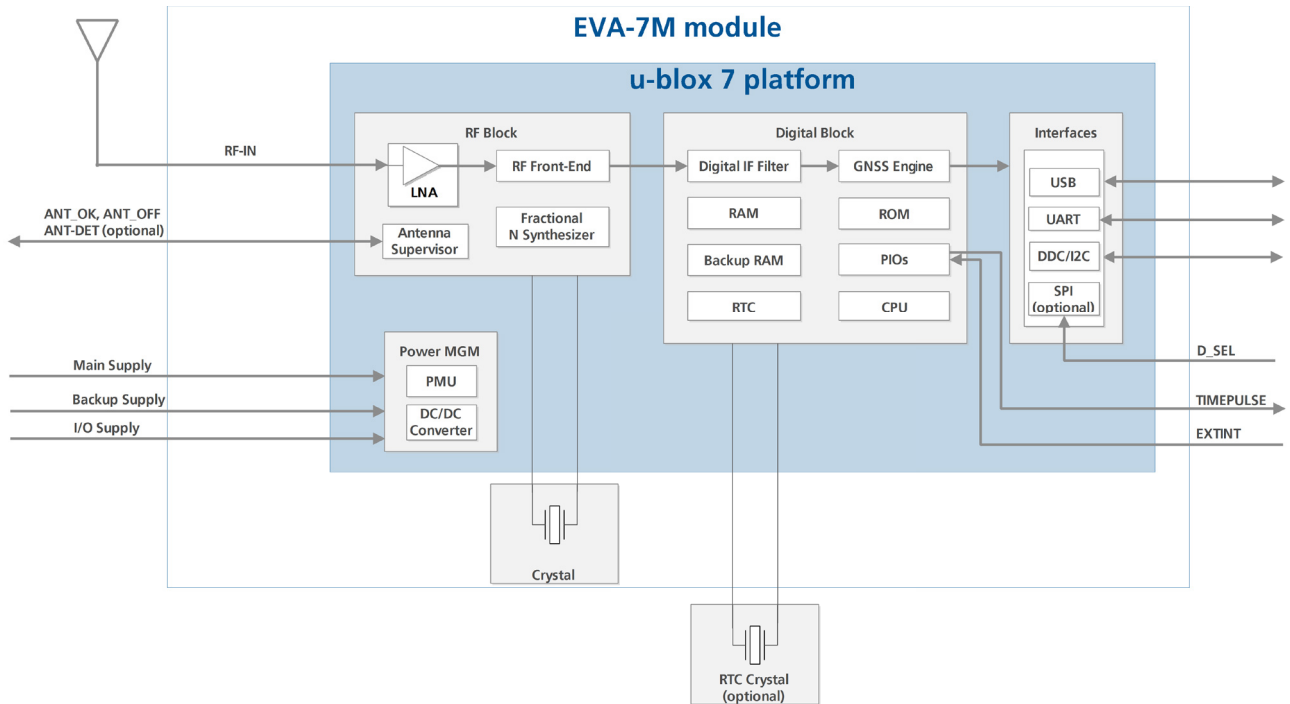 EVA-7M module
u-blox 7 platform
RF Block
Digital Block
Interfaces
RF-IN
LNA
RF Front-End
Digital IF Filter
GNSS Engine
USB
ANT_OK, ANT_OFF
ANT-DET (optional)
Antenna
Supervisor
Fractional
N Synthesizer
RAM
ROM
UART
Backup RAM
PIOs
DDC/I2C
RTC
CPU
SPI
(optional)
Main Supply
Backup Supply
I/O Supply
Power MGM
PMU
DC/DC
Converter
D_SEL
TIMEPULSE
EXTINT
Crystal
RTC Crystal
(optional)